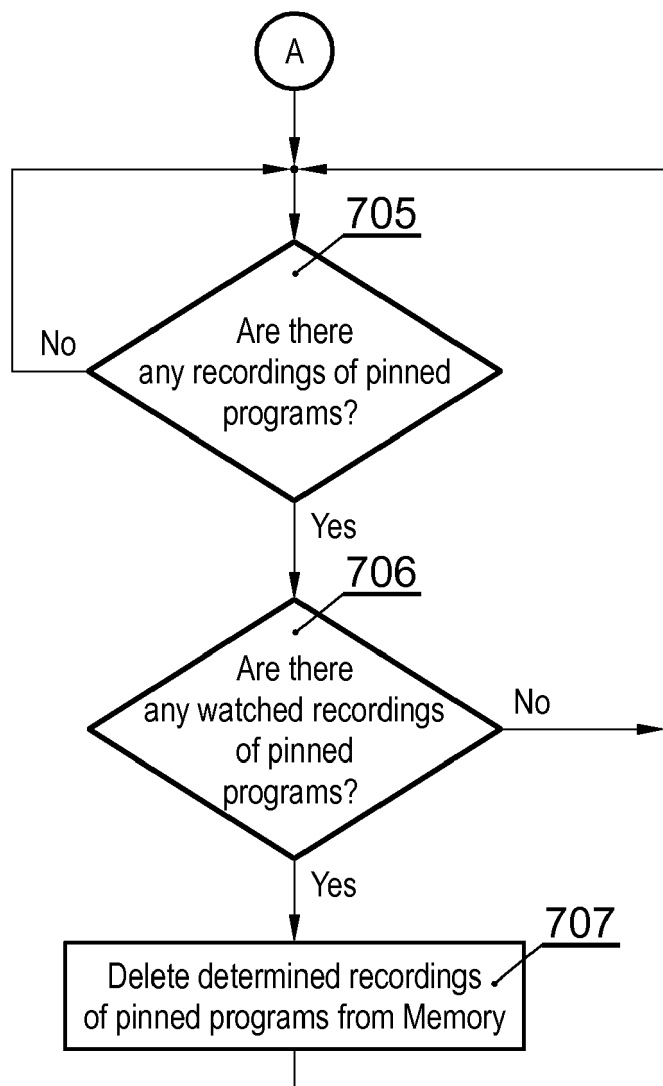 A
705
Are there
any recordings of pinned
programs?
No
Yes
706
Are there
any watched recordings
of pinned
programs?
No
Yes
707
Delete determined recordings
of pinned programs from Memory